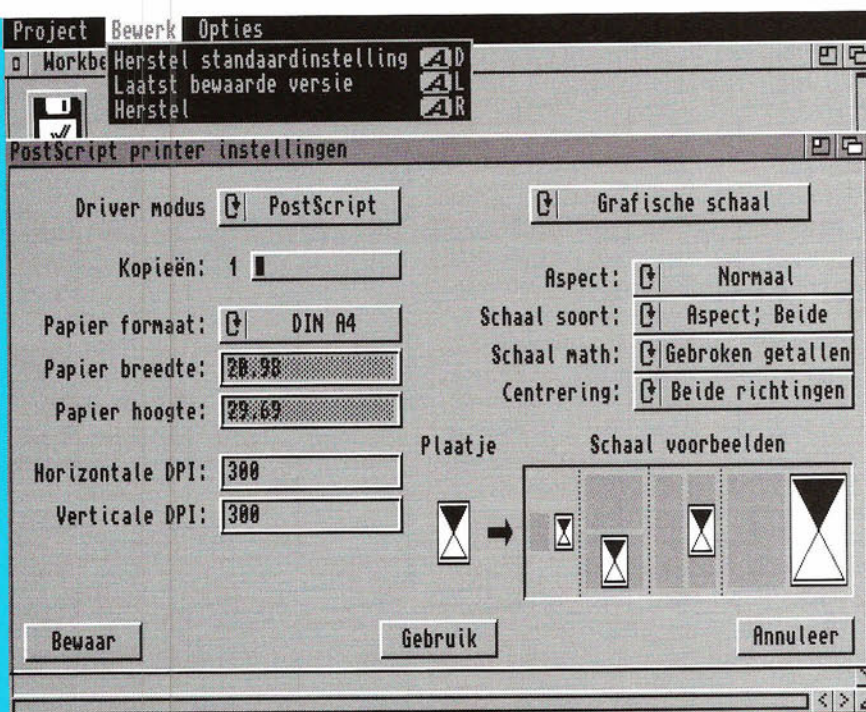 Project Bewerk Opties
Herstel standaardinstelling A D
Laatst bewaarde versie A L
Herstel A R
Workbe
PostScript printer instellingen
Driver modus PostScript
Grafische schaal
Kopieën: 1
Aspect: Normaal
Papier formaat: DIN A4
Schaal soort: Aspect; Beide
Papier breedte: 20.98
Schaal math: Gebroken getallen
Papier hoogte: 29.69
Centrering: Beide richtingen
Plaatje
Schaal voorbeelden
Horizontale DPI: 300
Verticale DPI: 300
Bewaar
Gebruik
Annuleer